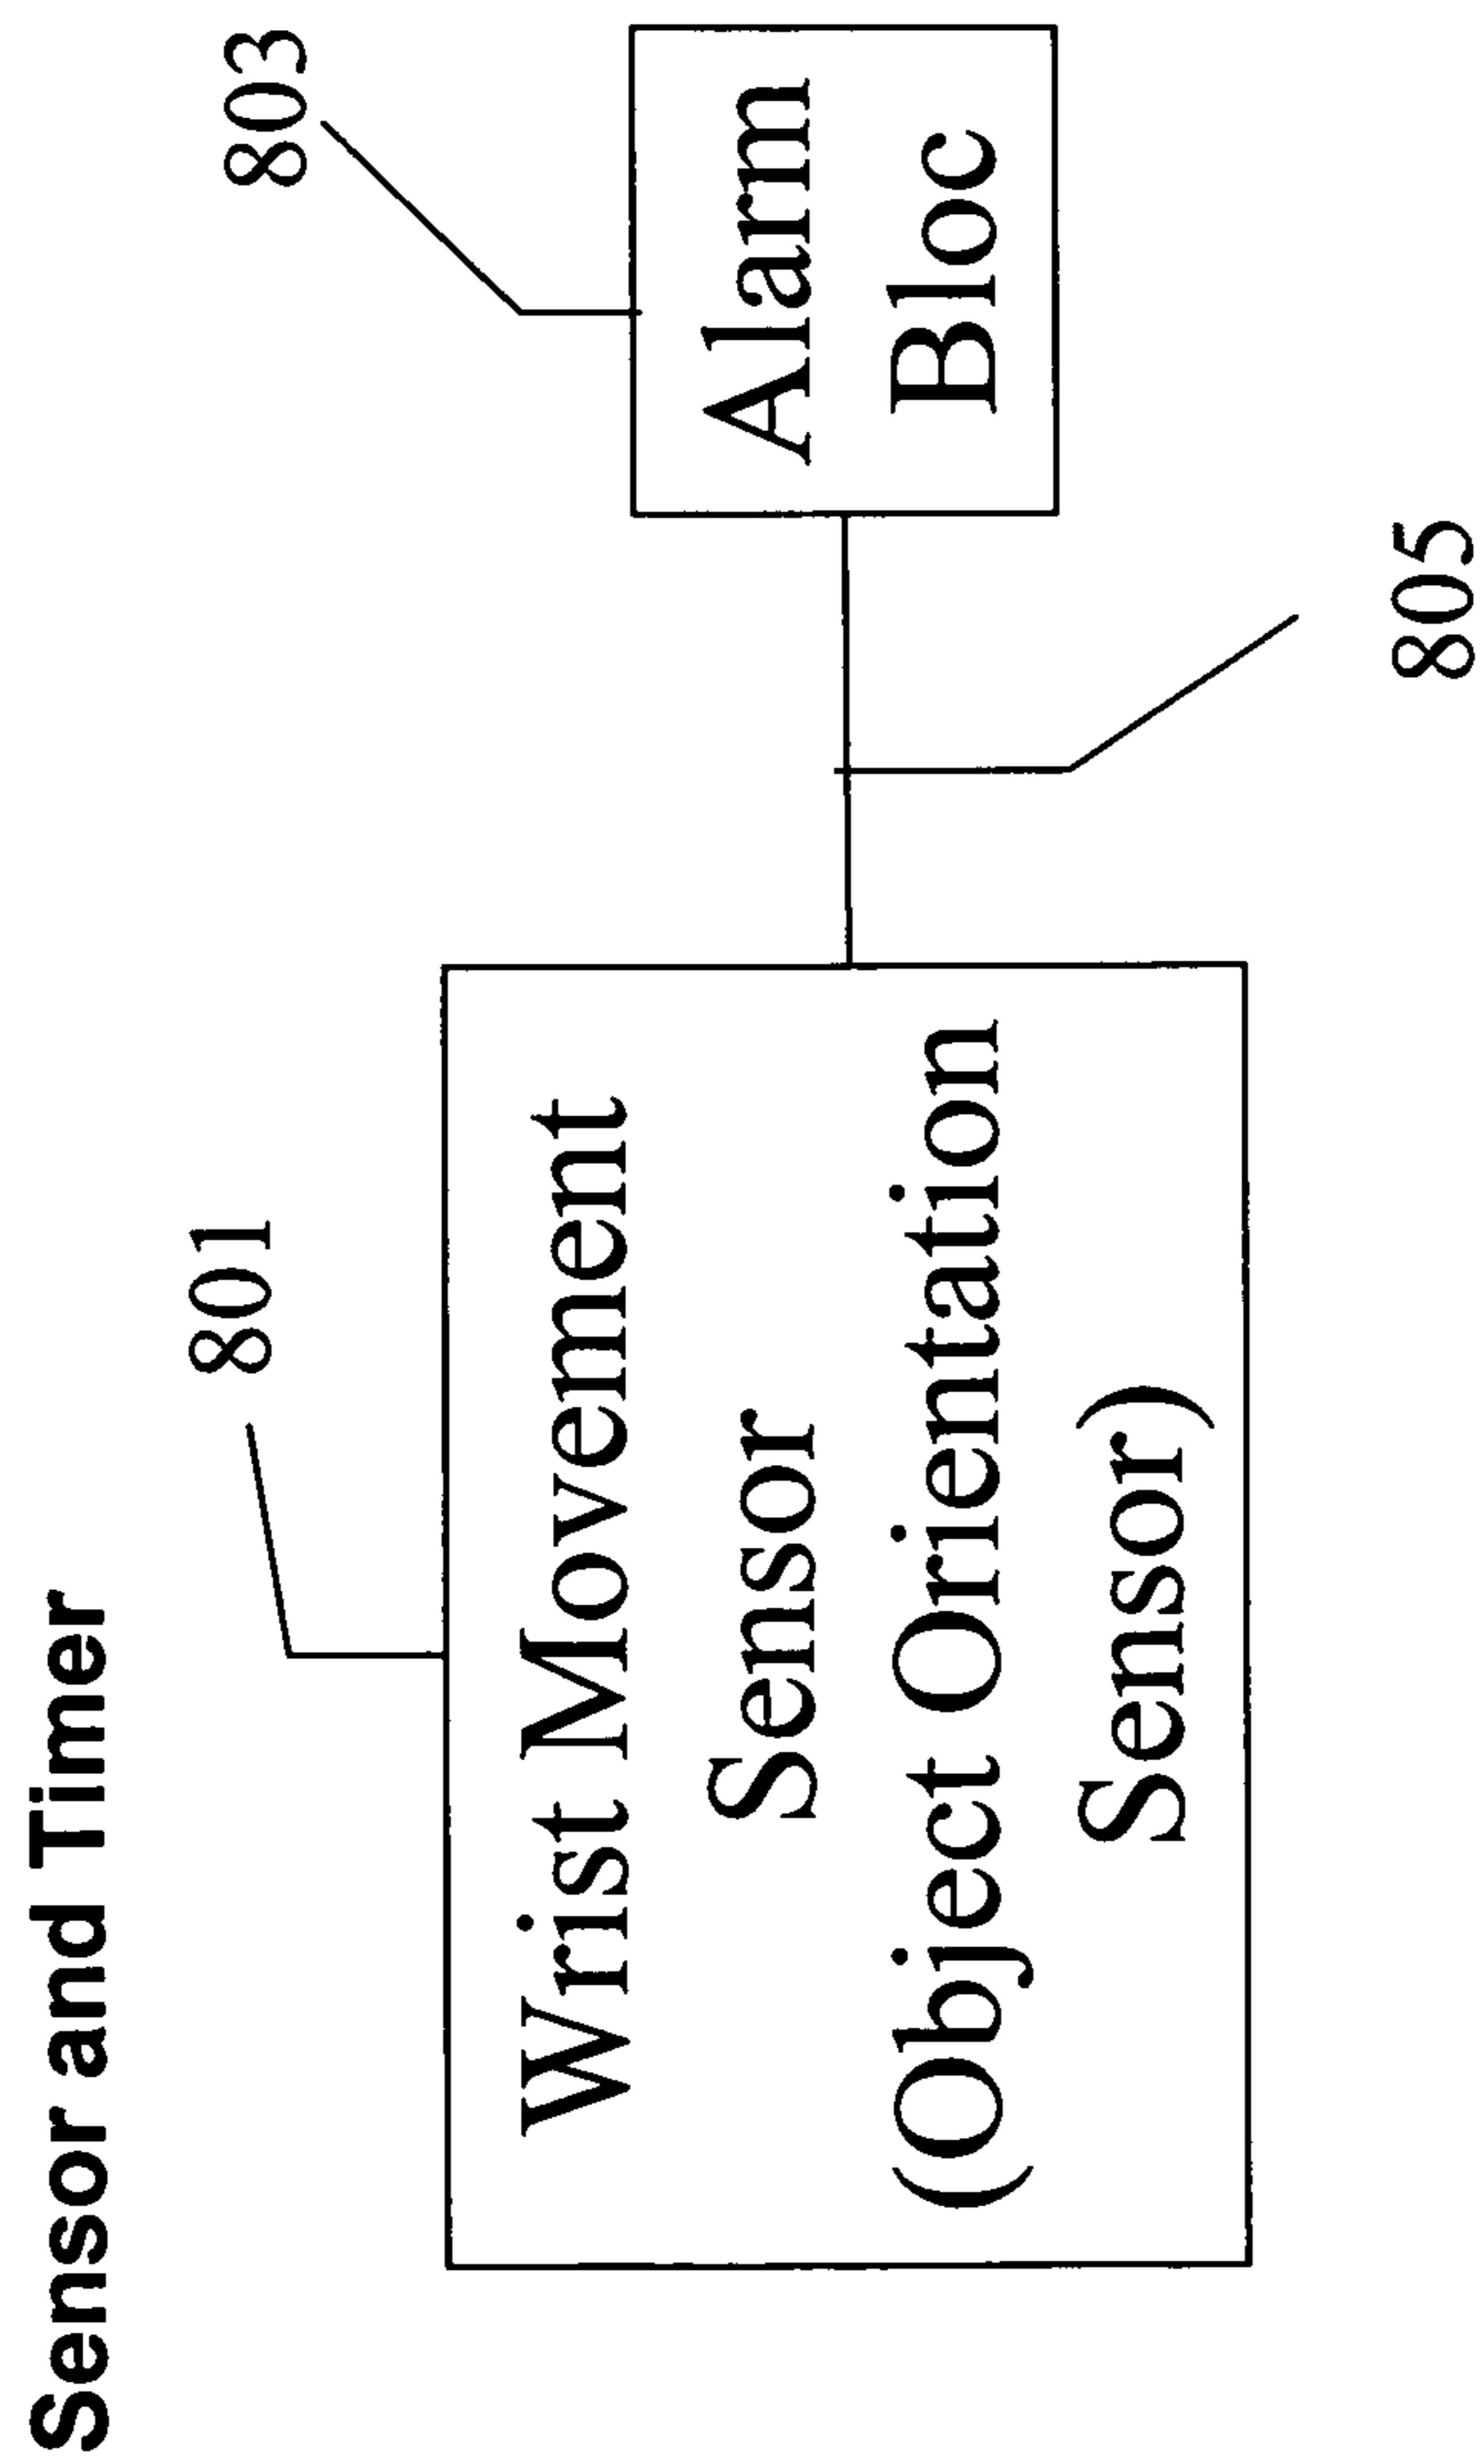 Sensor and Timer
801
803
Wrist Movement
Sensor
(Object Orientation
Sensor)
Alarm
Bloc
805